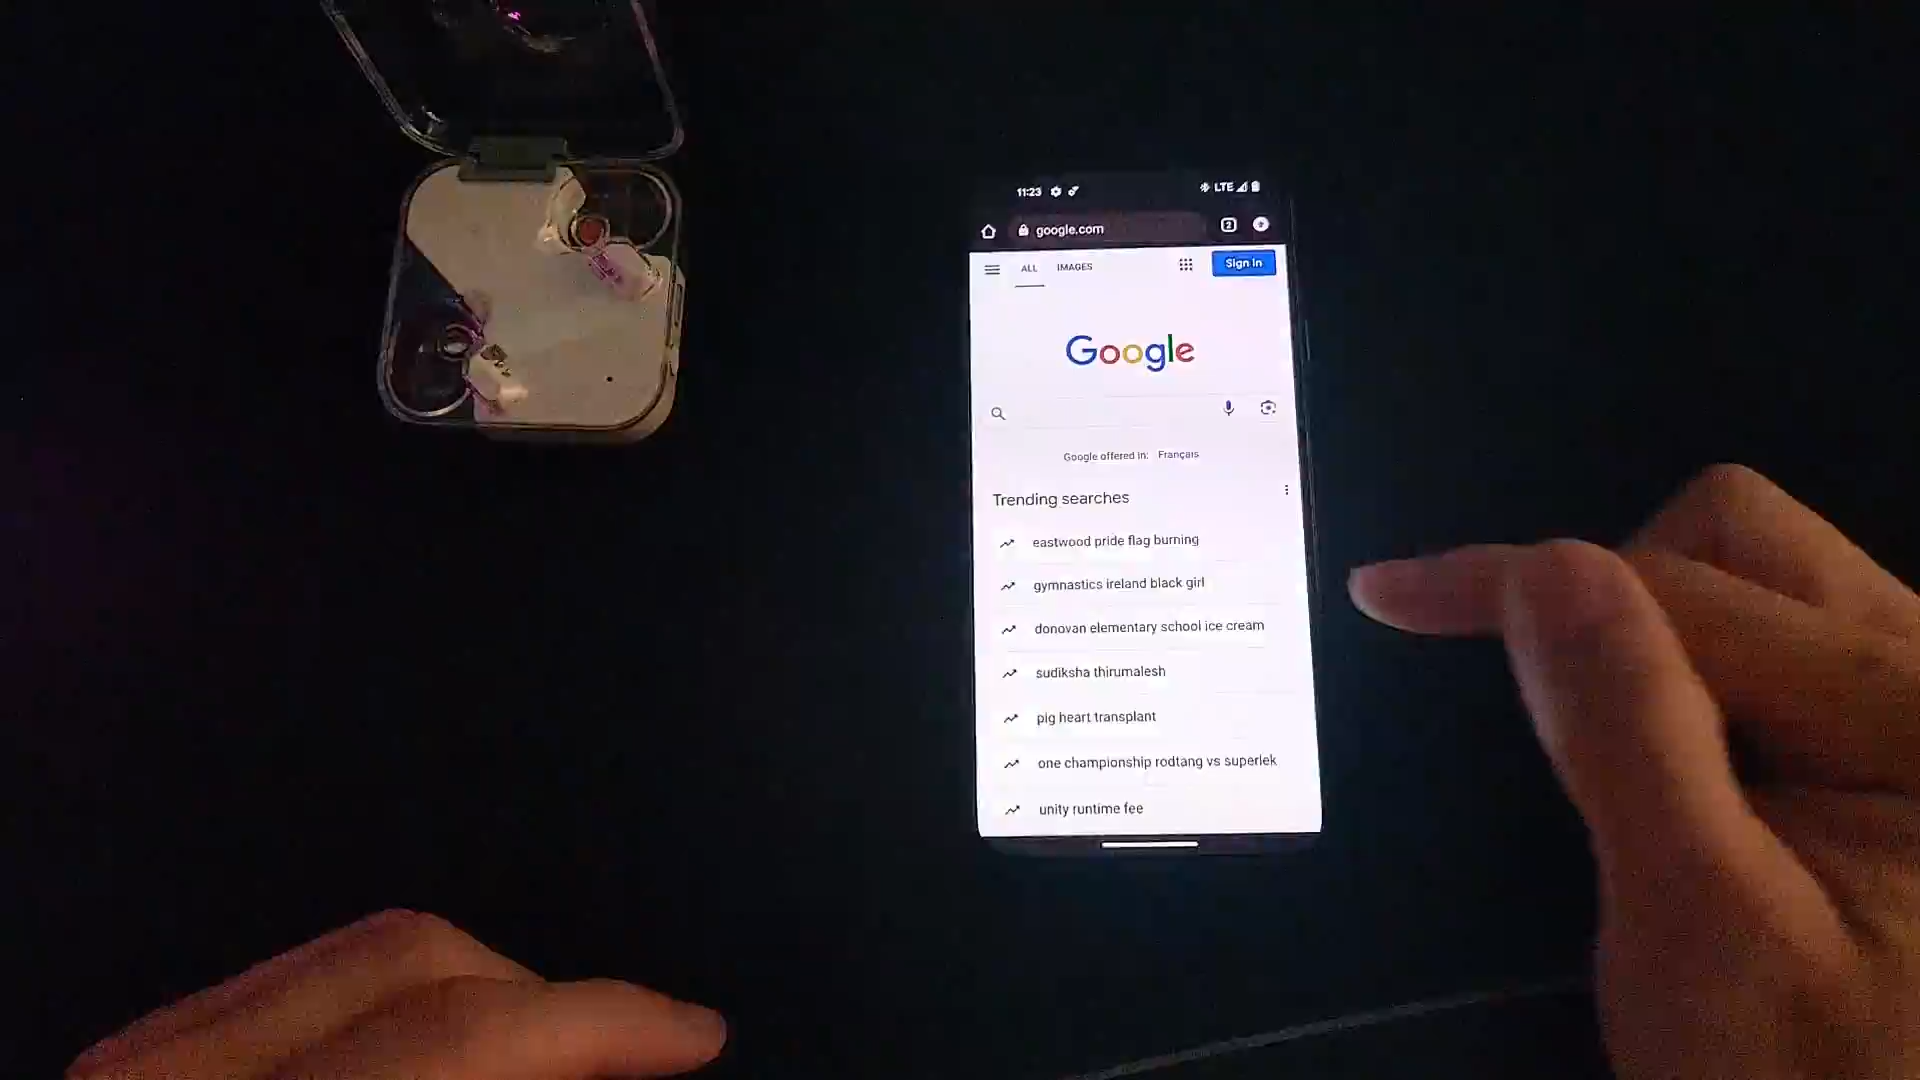 11:23 LTE
google.com 2
ALL IMAGES Sign in
Google
Google offered in: Français
Trending searches
eastwood pride flag burning
gymnastics ireland black girl
donovan elementary school ice cream
sudiksha thirumalesh
pig heart transplant
one championship rodtang vs superlek
unity runtime fee